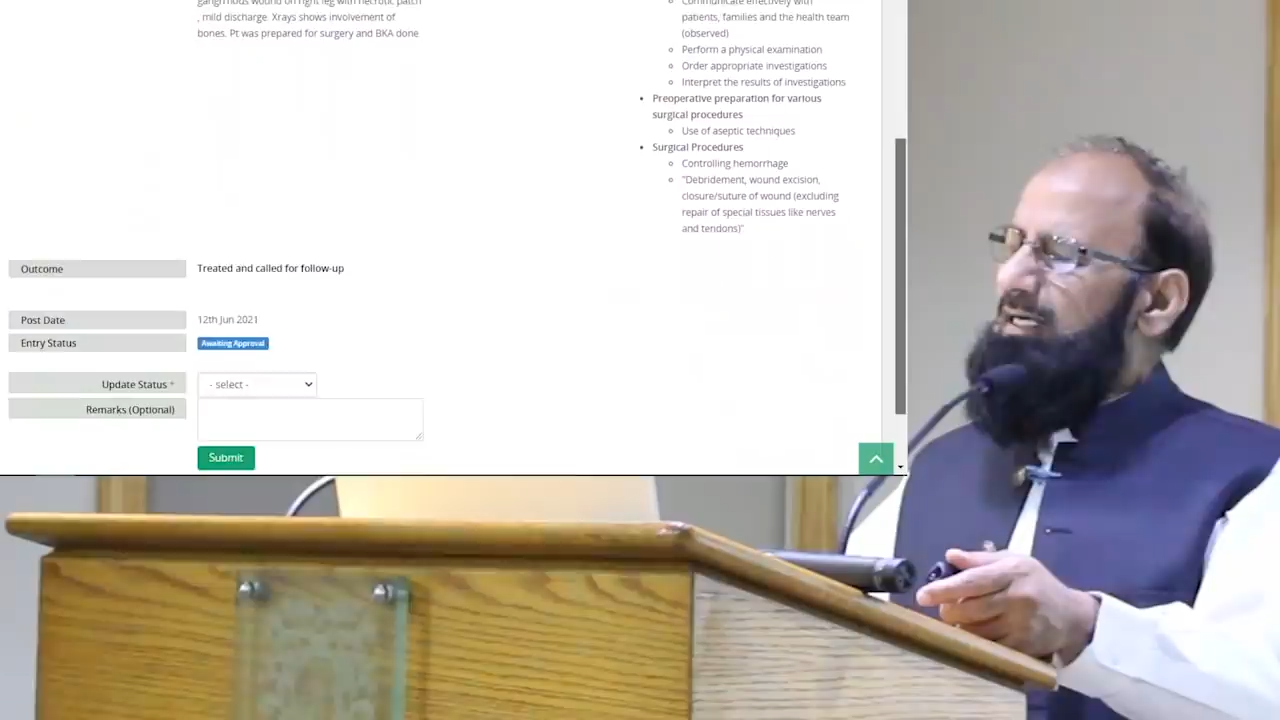 gangrinous wound on right leg with necrotic patch
, mild discharge. Xrays shows involvement of
bones. Pt was prepared for surgery and BKA done
Communicate effectively with
patients, families and the health team
(observed)
Perform a physical examination
Order appropriate investigations
Interpret the results of investigations
Preoperative preparation for various
surgical procedures
Use of aseptic techniques
Surgical Procedures
Controlling hemorrhage
"Debridement, wound excision,
closure/suture of wound (excluding
repair of special tissues like nerves
and tendons)"
Outcome
Treated and called for follow-up
Post Date
12th Jun 2021
Entry Status
Awaiting Approval
Update Status *
- select -
Remarks (Optional)
Submit